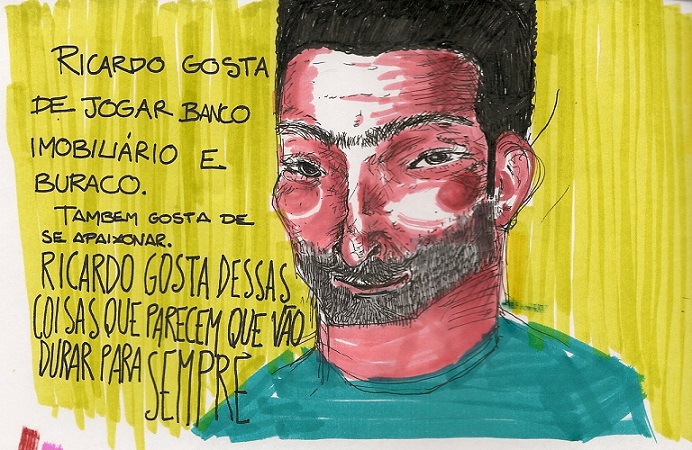 RICARDO GOSTA
DE JOGAR BANCO
IMOBILIÁRIO E
BURACO.
TAMBEM GOSTA DE
SE APAIXONAR.
RICARDO GOSTA DESSAS
COISAS QUE PARECEM QUE VÃO
DURAR PARA SEMPRE